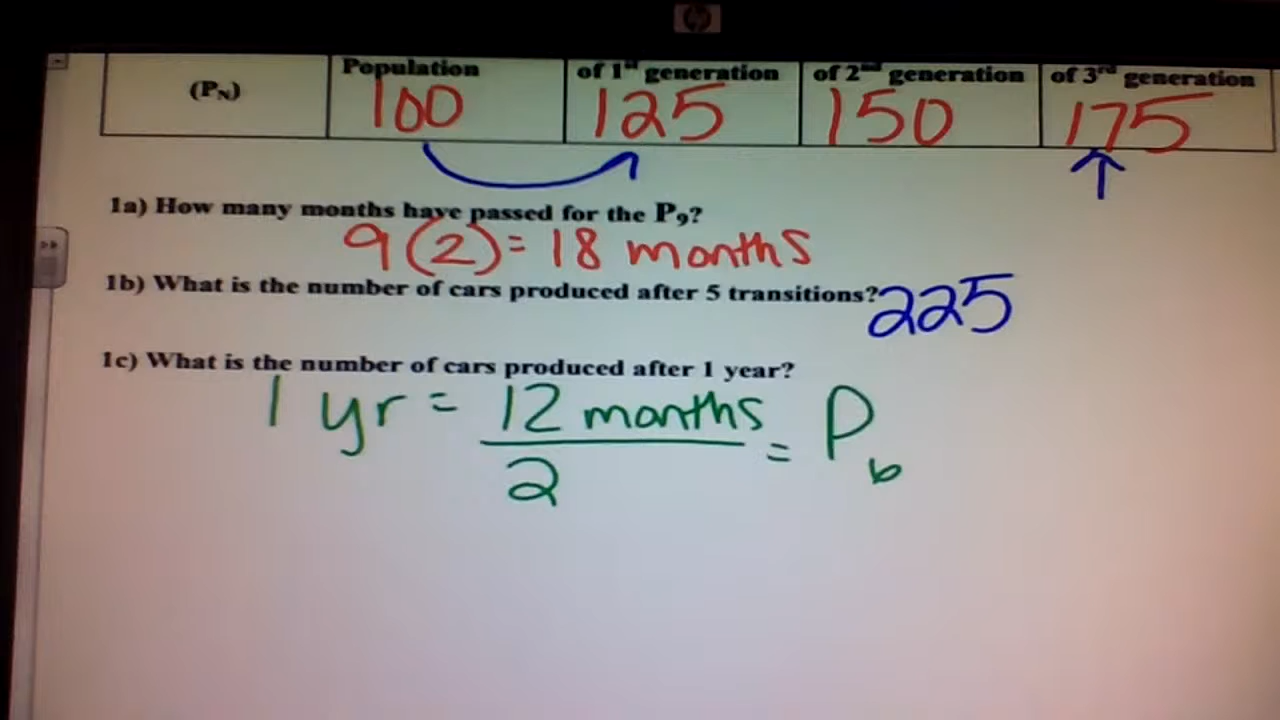 (P_N) Population of 1st generation of 2nd generation of 3rd generation
100 125 150 175
1a) How many months have passed for the P₉?
9(2)= 18 months
1b) What is the number of cars produced after 5 transitions? 225
1c) What is the number of cars produced after 1 year?
1 yr = 12 months = P₆
2